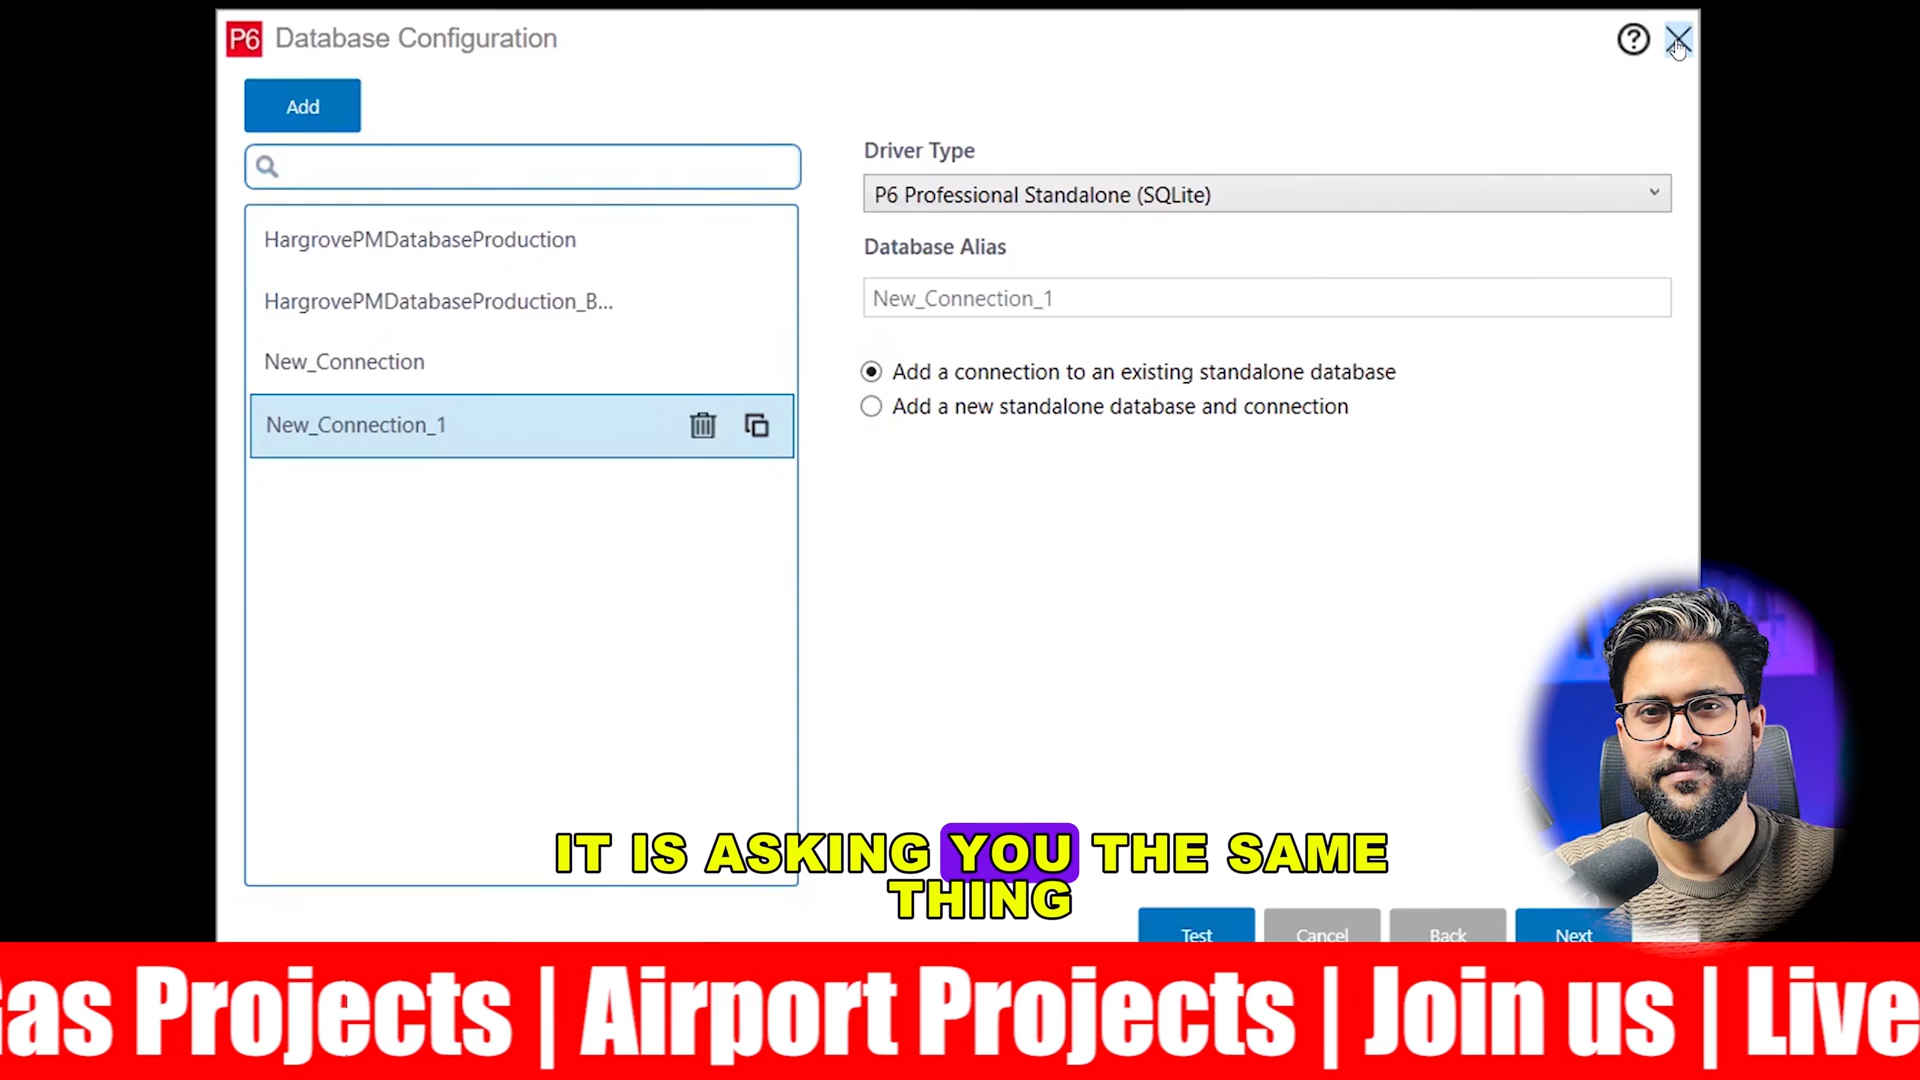 P6 Database Configuration
Add
HargrovePMDatabaseProduction
HargrovePMDatabaseProduction_B...
New_Connection
New_Connection_1
Driver Type
P6 Professional Standalone (SQLite)
Database Alias
New_Connection_1
Add a connection to an existing standalone database
Add a new standalone database and connection
IT IS ASKING YOU THE SAME
THING
Test Cancel Back Next
Gas Projects | Airport Projects | Join us | Live